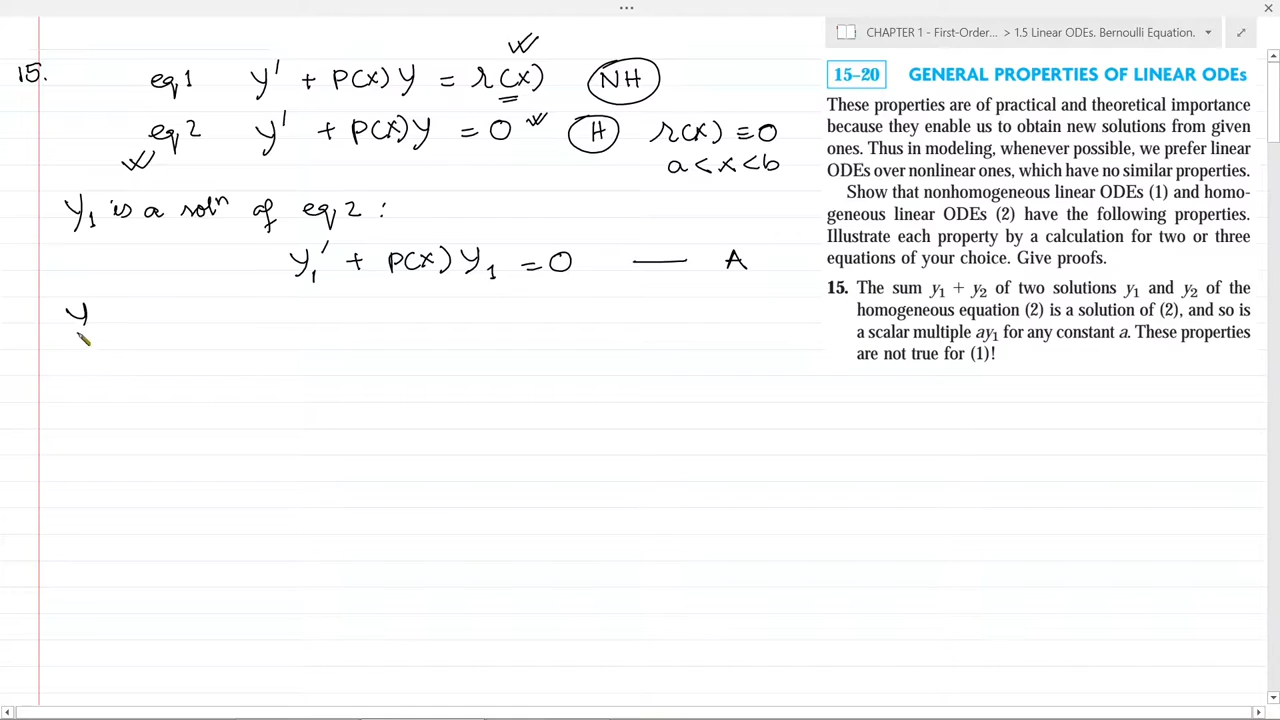 CHAPTER 1 - First-Order... > 1.5 Linear ODEs. Bernoulli Equation.
15. eq1 y' + p(x) y = r(x) NH
eq2 y' + p(x)y = 0 H r(x) ≡ 0
a < x < b
y₁ is a solⁿ of eq 2 :
y₁' + p(x) y₁ = 0 — A
y
15-20 GENERAL PROPERTIES OF LINEAR ODEs
These properties are of practical and theoretical importance
because they enable us to obtain new solutions from given
ones. Thus in modeling, whenever possible, we prefer linear
ODEs over nonlinear ones, which have no similar properties.
Show that nonhomogeneous linear ODEs (1) and homo-
geneous linear ODEs (2) have the following properties.
Illustrate each property by a calculation for two or three
equations of your choice. Give proofs.
15. The sum y₁ + y₂ of two solutions y₁ and y₂ of the
homogeneous equation (2) is a solution of (2), and so is
a scalar multiple ay₁ for any constant a. These properties
are not true for (1)!